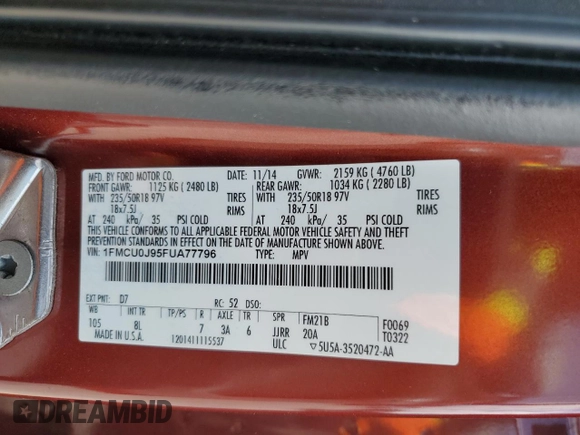 MFD. BY FORD MOTOR CO.
DATE: 11/14 GVWR: 2159 KG ( 4760 LB)
FRONT GAWR: 1125 KG ( 2480 LB)
REAR GAWR: 1034 KG ( 2280 LB)
235/50R18 97V TIRES
235/50R18 97V TIRES
18x7.5J RIMS
18x7.5J RIMS
AT 240 kPa/ 35 PSI COLD
AT 240 kPa/ 35 PSI COLD
THIS VEHICLE CONFORMS TO ALL APPLICABLE FEDERAL MOTOR VEHICLE SAFETY AND BUMPER
STANDARDS IN EFFECT ON THE DATE OF MANUFACTURE SHOWN ABOVE.
VIN: 1FMCU0J95FUA77796
TYPE: MPV
EXT PNT: D7 RC: 52 DSO:
WB INT TR TP/PS R AXLE TR SPR FM21B F0069
105 8L 7 3A 6 JJRR 20A T0322
MADE IN U.S.A. 1201411115537 ULC ▽5U5A-3520472-AA
DREAMBID